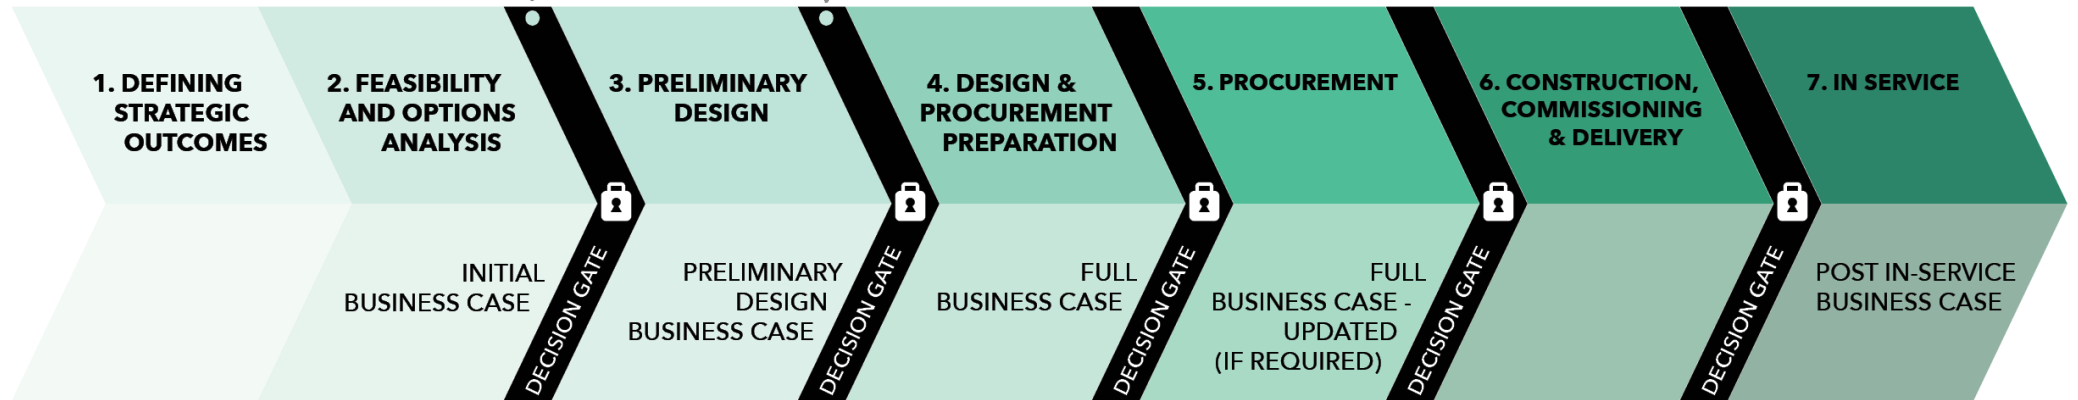 1. DEFINING
STRATEGIC
OUTCOMES
2. FEASIBILITY
AND OPTIONS
ANALYSIS
3. PRELIMINARY
DESIGN
4. DESIGN &
PROCUREMENT
PREPARATION
5. PROCUREMENT
6. CONSTRUCTION,
COMMISSIONING
& DELIVERY
7. IN SERVICE
INITIAL
BUSINESS CASE
DECISION GATE
PRELIMINARY
DESIGN
BUSINESS CASE
DECISION GATE
FULL
BUSINESS CASE
DECISION GATE
FULL
BUSINESS CASE -
UPDATED
(IF REQUIRED)
DECISION GATE
DECISION GATE
POST IN-SERVICE
BUSINESS CASE